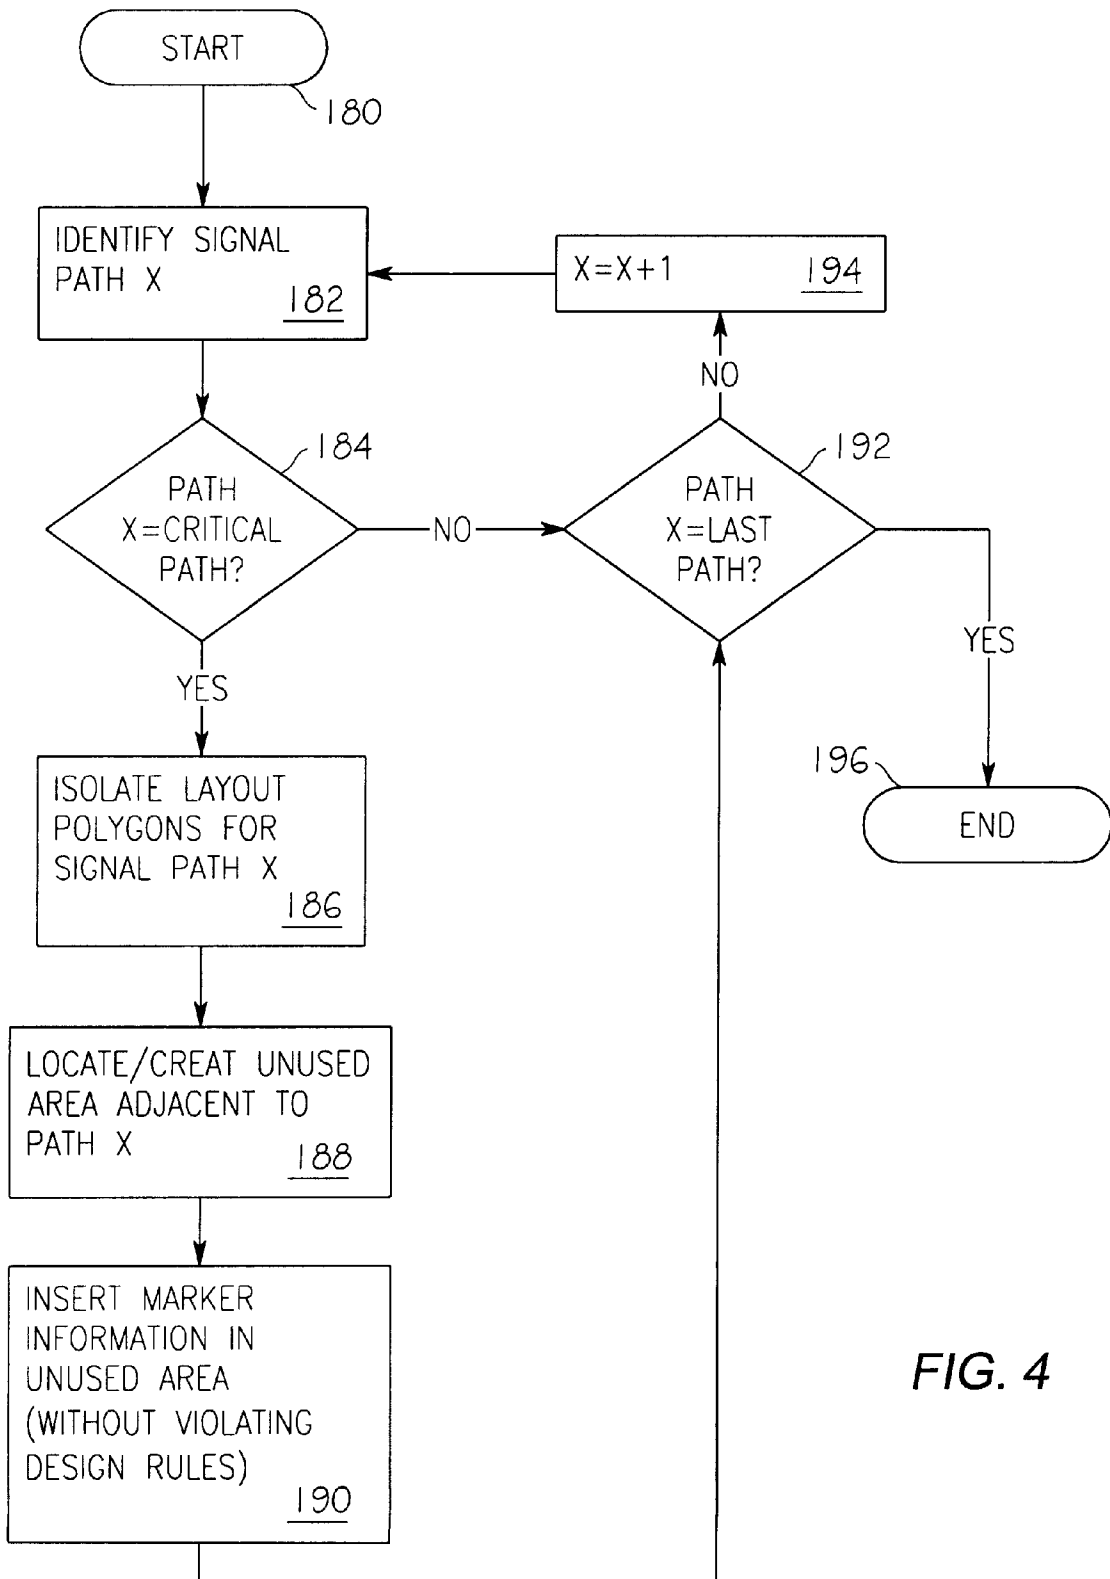 START
180
IDENTIFY SIGNAL
PATH X
182
X=X+1
194
NO
PATH
X=CRITICAL
PATH?
184
NO
PATH
X=LAST
PATH?
192
YES
YES
ISOLATE LAYOUT
POLYGONS FOR
SIGNAL PATH X
186
196
END
LOCATE/CREAT UNUSED
AREA ADJACENT TO
PATH X
188
INSERT MARKER
INFORMATION IN
UNUSED AREA
(WITHOUT VIOLATING
DESIGN RULES)
190
FIG. 4